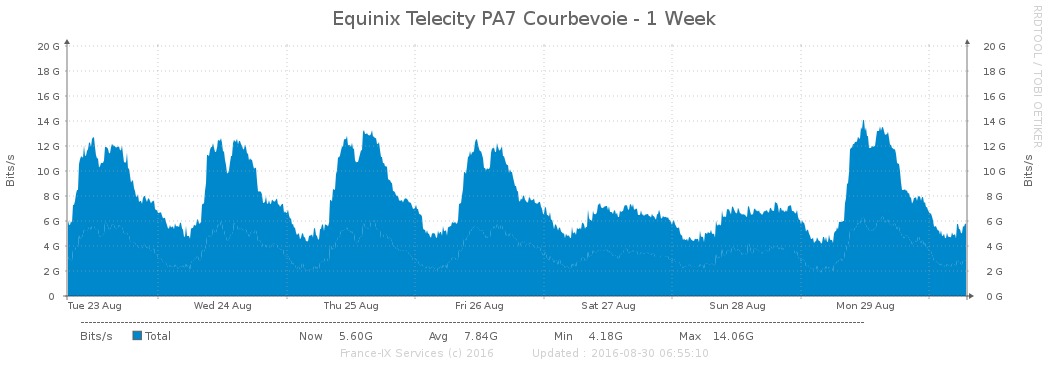 Equinix Telecity PA7 Courbevoie - 1 Week
RRDTOOL / TOBI OETIKER
Bits/s
20 G 20 G
18 G 18 G
16 G 16 G
14 G 14 G
12 G 12 G
10 G 10 G
8 G 8 G
6 G 6 G
4 G 4 G
2 G 2 G
0 0 G
Bits/s
Tue 23 Aug Wed 24 Aug Thu 25 Aug Fri 26 Aug Sat 27 Aug Sun 28 Aug Mon 29 Aug
Bits/s Total Now 5.60G Avg 7.84G Min 4.18G Max 14.06G
France-IX Services (c) 2016 Updated : 2016-08-30 06:55:10